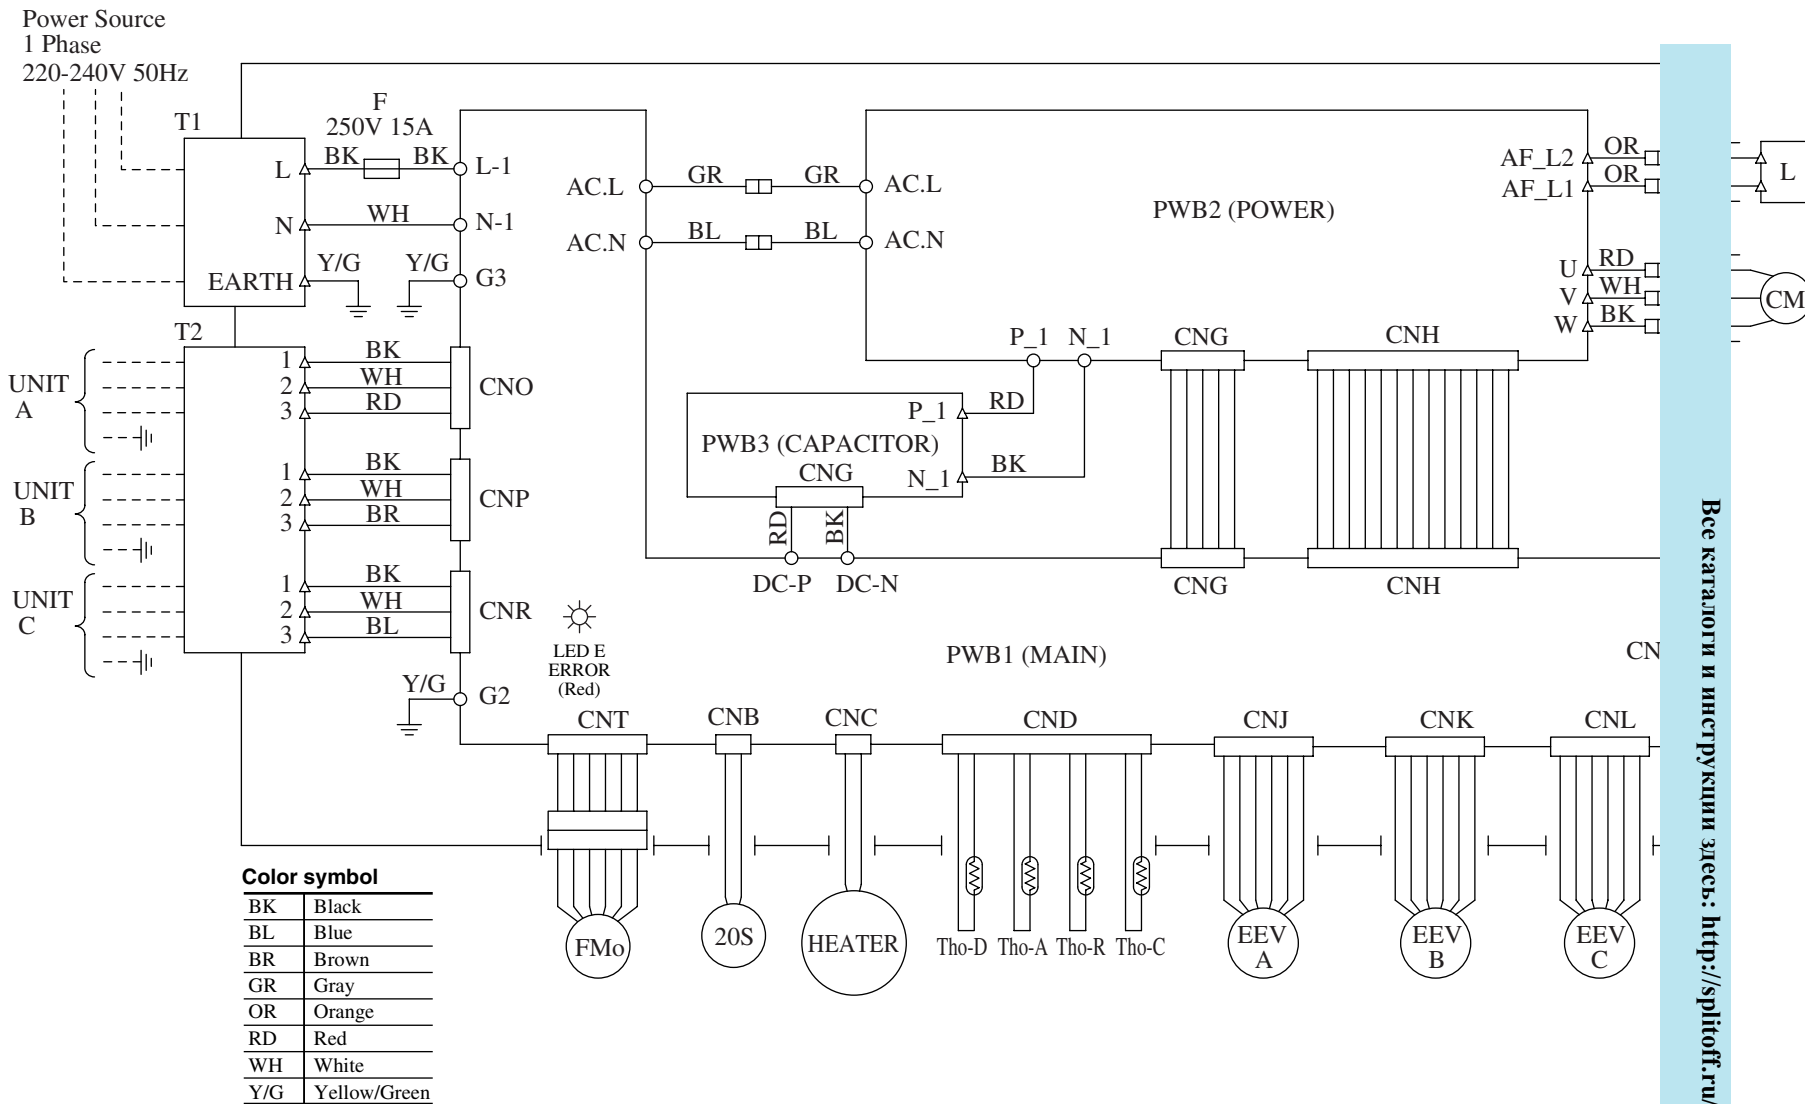 Power Source
1 Phase
220-240V 50Hz
T1
F
250V 15A
L BK BK L-1
N WH N-1
EARTH Y/G Y/G G3
AC.L GR GR AC.L
AC.N BL BL AC.N
PWB2 (POWER)
AF_L2 OR
AF_L1 OR
L
U RD
V WH
W BK
CM
T2
UNIT
A
1 BK
2 WH
3 RD
CNO
UNIT
B
1 BK
2 WH
3 BR
CNP
UNIT
C
1 BK
2 WH
3 BL
CNR
Y/G G2
P_1 N_1 CNG CNH
P_1 RD
PWB3 (CAPACITOR)
CNG N_1 BK
RD BK
DC-P DC-N CNG CNH
LED E
ERROR
(Red)
PWB1 (MAIN)
CN
CNT CNB CNC CND CNJ CNK CNL
FMo
20S
HEATER
Tho-D Tho-A Tho-R Tho-C
EEV
A
EEV
B
EEV
C
Color symbol
BK Black
BL Blue
BR Brown
GR Gray
OR Orange
RD Red
WH White
Y/G Yellow/Green
Все каталоги и инструкции здесь: http://splitoff.ru/